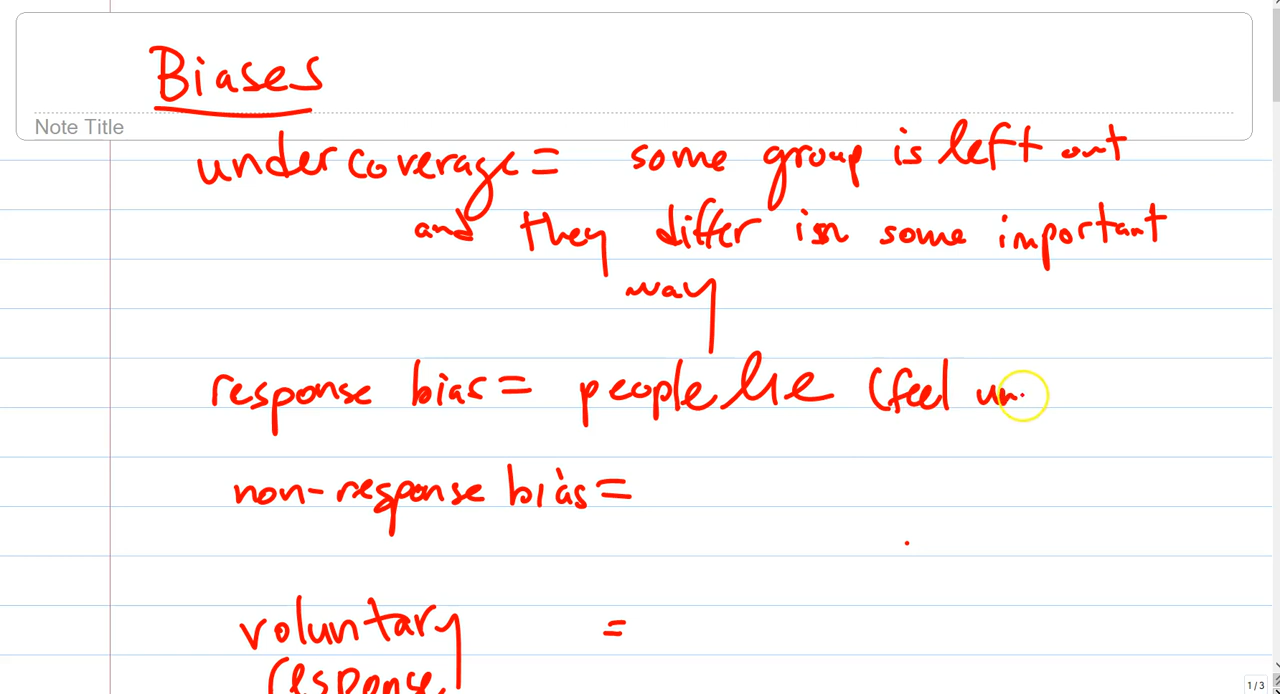 Biases
Note Title
undercoverage = some group is left out
and they differ in some important
way
response bias = people lie (feel un
non-response bias =
voluntary =
response
1/3